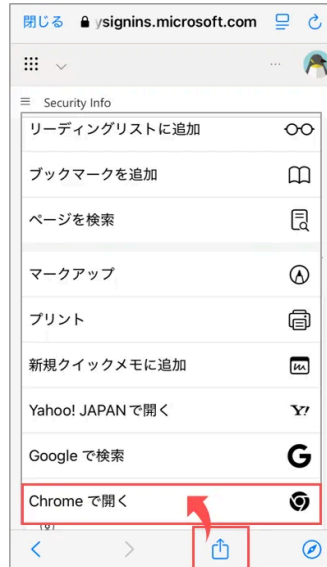 閉じる ysignins.microsoft.com
Security Info
リーディングリストに追加
ブックマークを追加
ページを検索
マークアップ
プリント
新規クイックメモに追加
Yahoo! JAPANで開く
Google で検索
Chrome で開く